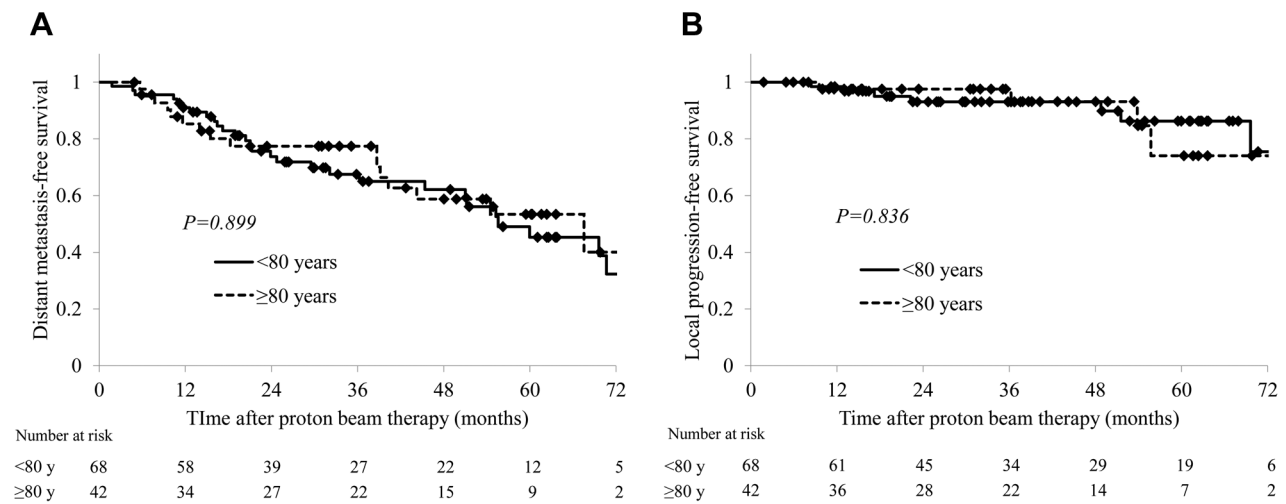 A
Distant metastasis-free survival
1
0.8
0.6
0.4
0.2
0
P=0.899
<80 years
≥80 years
0 12 24 36 48 60 72
TIme after proton beam therapy (months)
Number at risk
<80 y 68 58 39 27 22 12 5
≥80 y 42 34 27 22 15 9 2
B
Local progression-free survival
1
0.8
0.6
0.4
0.2
0
P=0.836
<80 years
≥80 years
0 12 24 36 48 60 72
Time after proton beam therapy (months)
Number at risk
<80 y 68 61 45 34 29 19 6
≥80 y 42 36 28 22 14 7 2